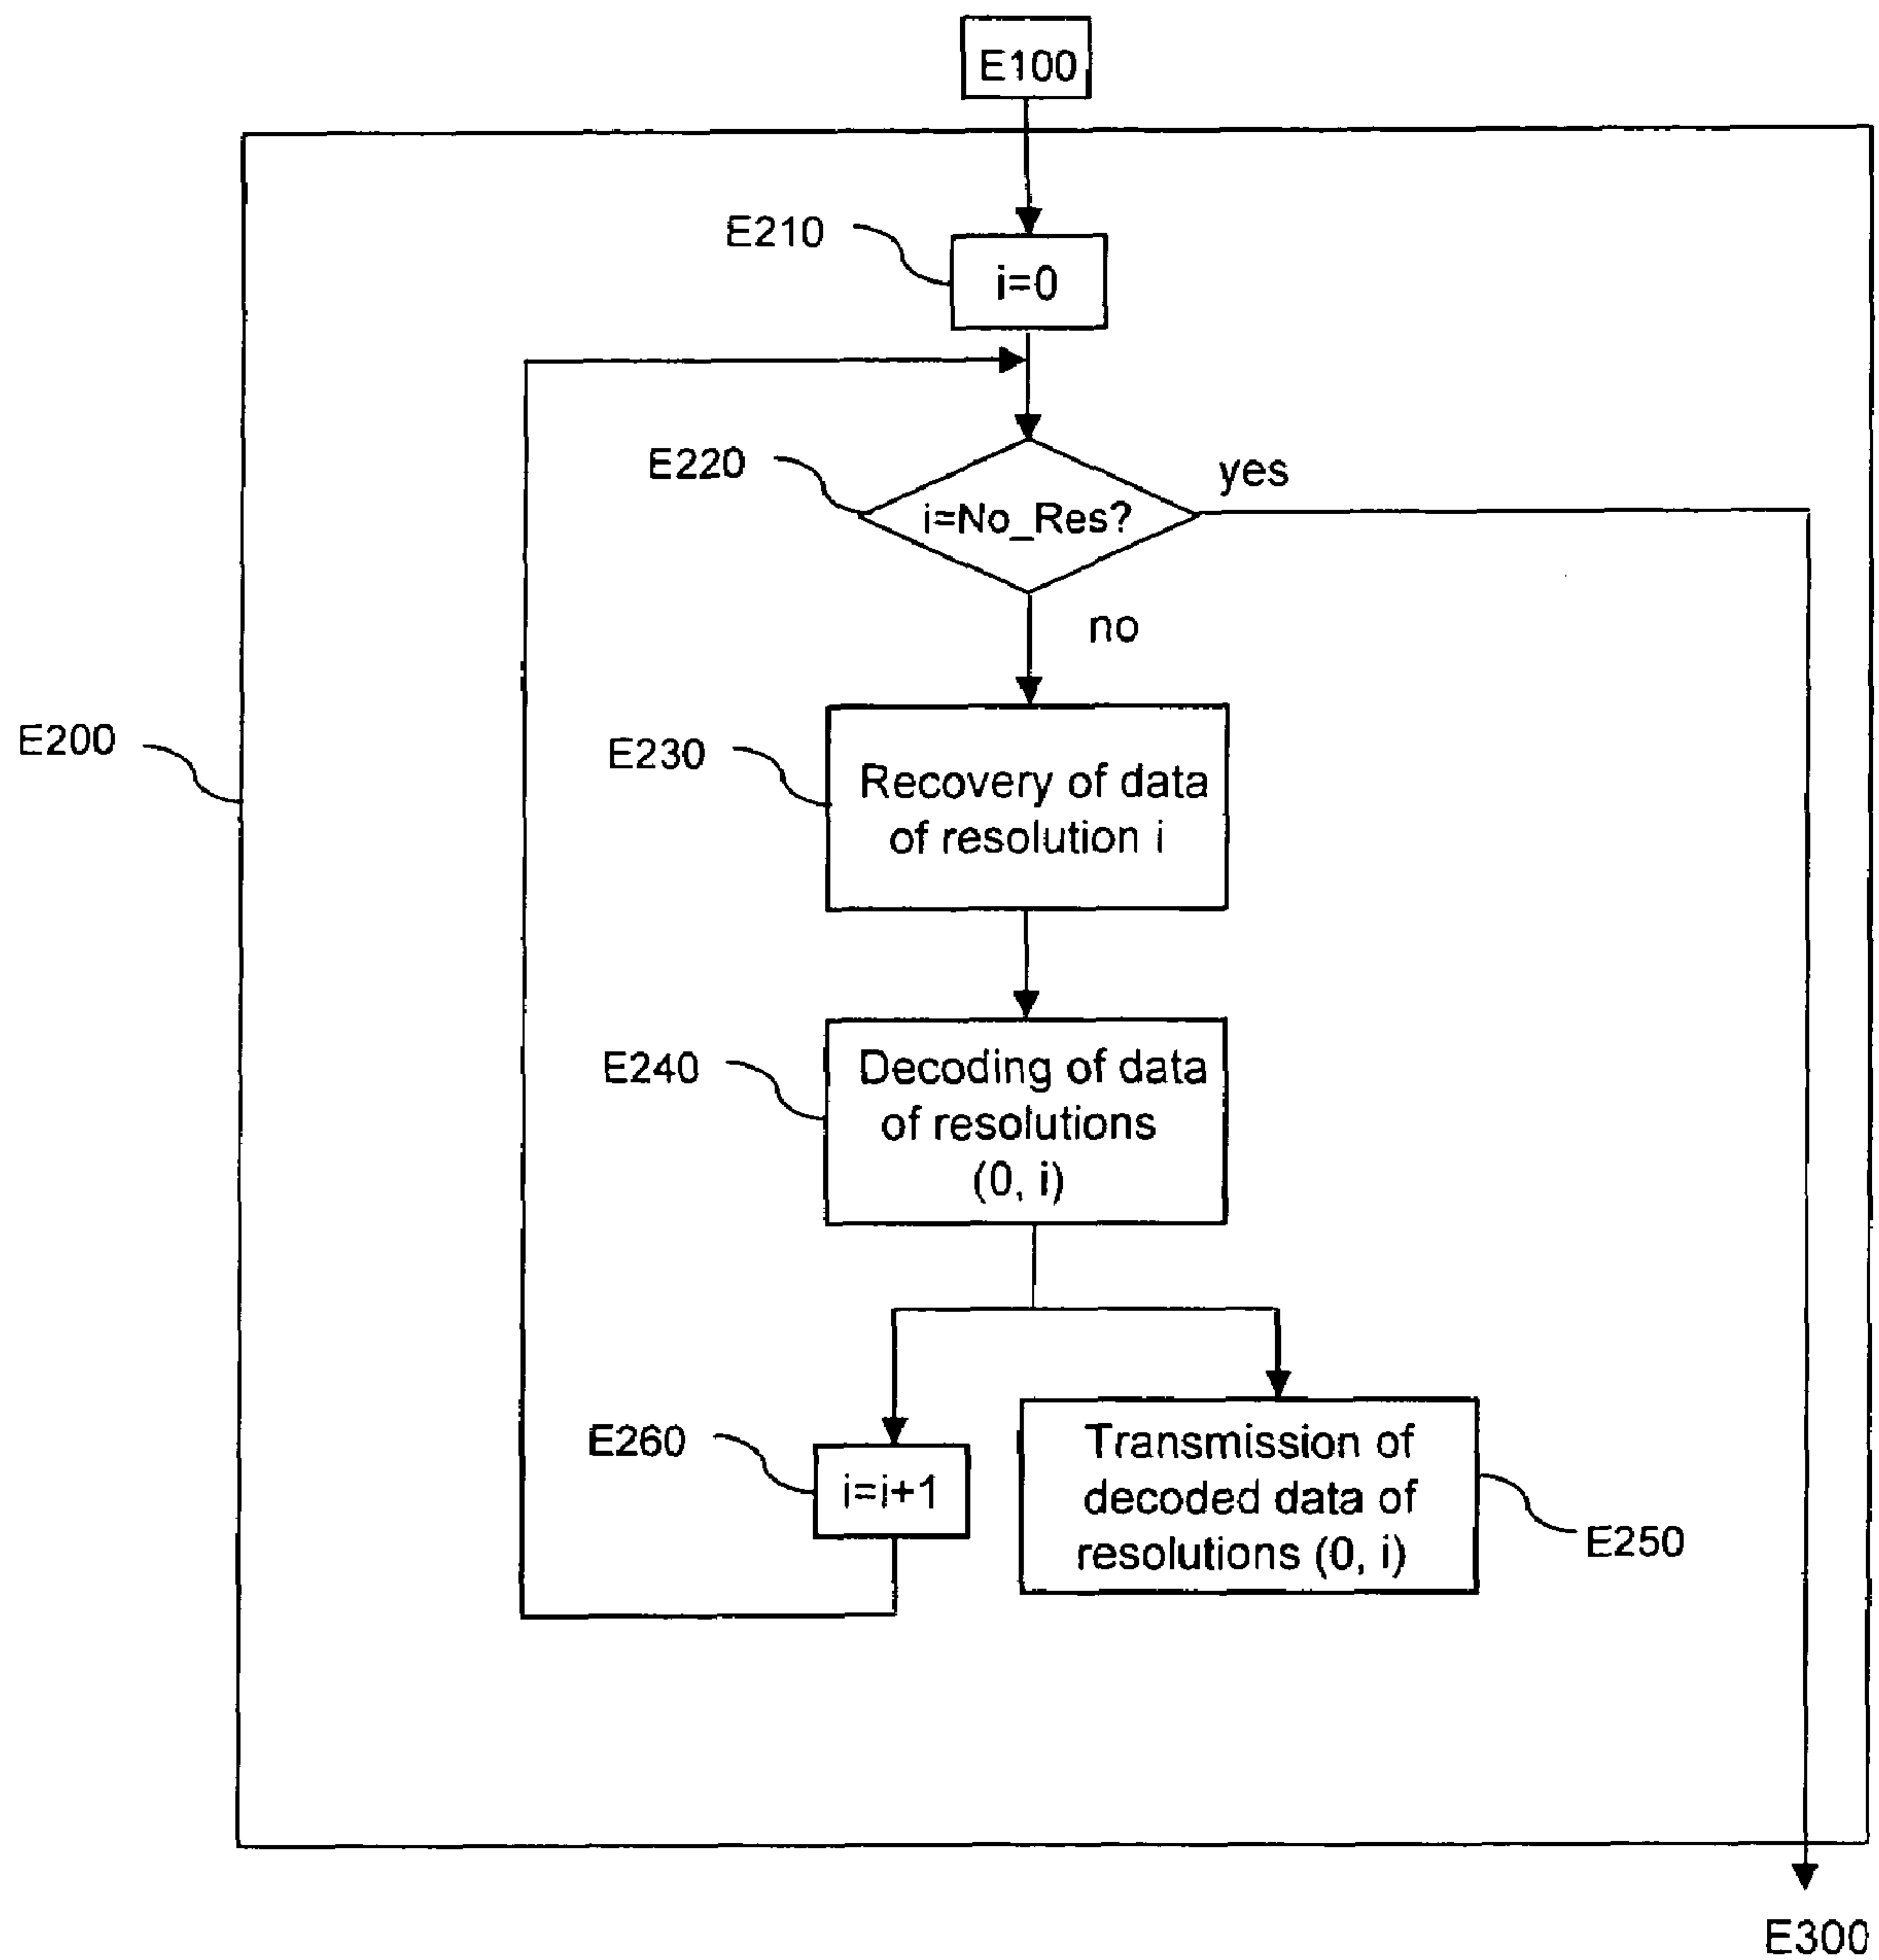 E100
E210
i=0
E220
i=No_Res?
yes
no
E200
E230
Recovery of data
of resolution i
E240
Decoding of data
of resolutions
(0, i)
E260
i=i+1
Transmission of
decoded data of
resolutions (0, i)
E250
E300